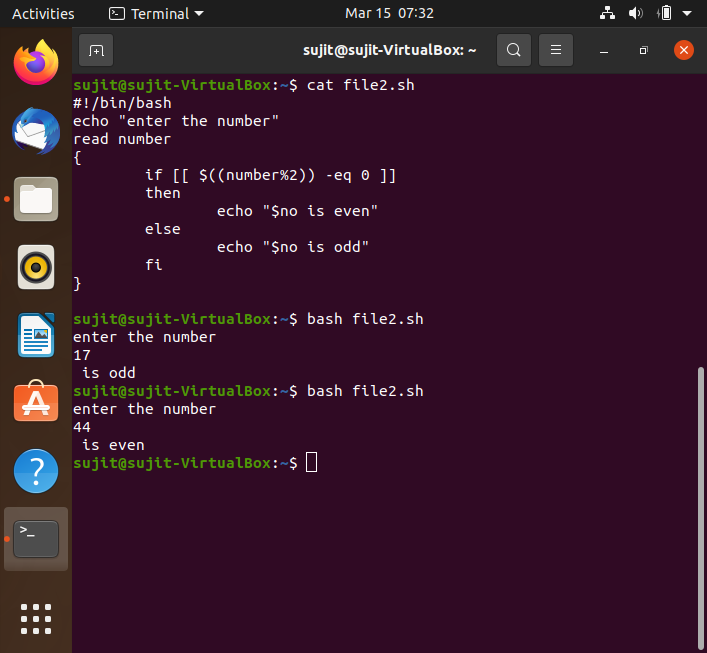 Activities
Terminal
Mar 15 07:32
sujit@sujit-VirtualBox: ~
sujit@sujit-VirtualBox:~$ cat file2.sh
#!/bin/bash
echo "enter the number"
read number
{
        if [[ $((number%2)) -eq 0 ]]
        then
                echo "$no is even"
        else
                echo "$no is odd"
        fi
}

sujit@sujit-VirtualBox:~$ bash file2.sh
enter the number
17
 is odd
sujit@sujit-VirtualBox:~$ bash file2.sh
enter the number
44
 is even
sujit@sujit-VirtualBox:~$